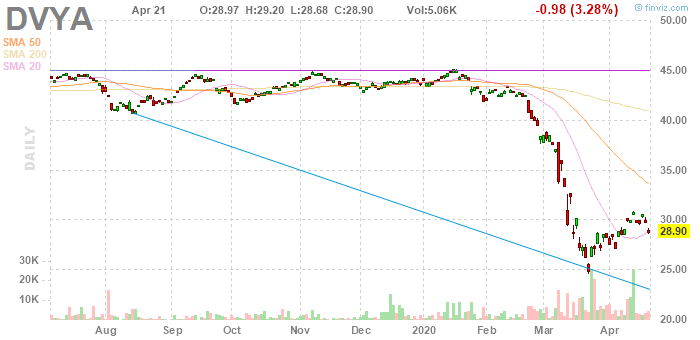 DVYA Apr 21 O:28.97 H:29.20 L:28.68 C:28.90 Vol:5.06K -0.98 (3.28%) © finviz.com
SMA 50
SMA 200
SMA 20
DAILY
45.00
40.00
35.00
30.00
28.90
25.00
20.00
30K
20K
10K
Aug Sep Oct Nov Dec 2020 Feb Mar Apr